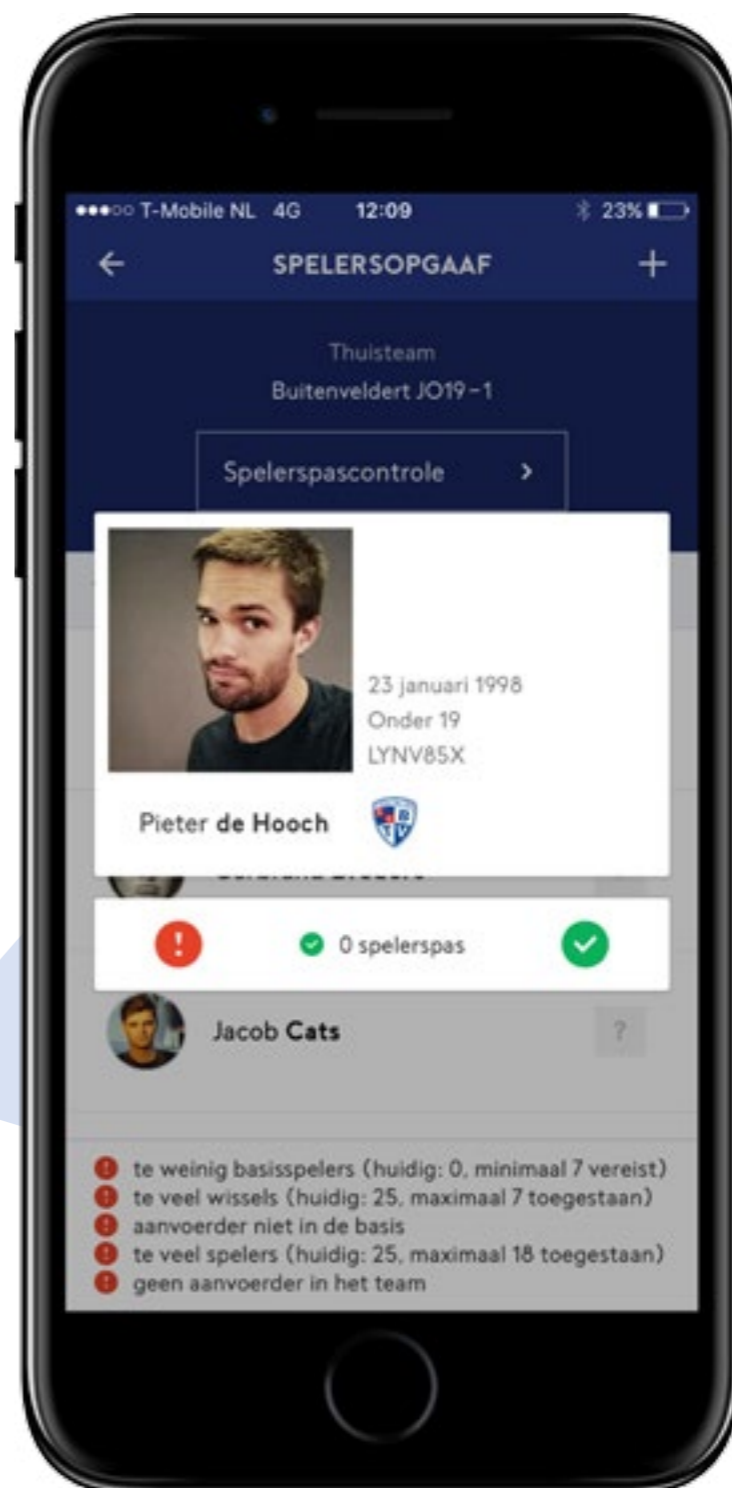 T-Mobile NL 4G 12:09 23%
SPELERSOPGAAF
Thuisteam
Buitenveldert JO19-1
Spelerspascontrole
23 januari 1998
Onder 19
LYNV85X
Pieter de Hooch
0 spelerspas
Jacob Cats
?
te weinig basisspelers (huidig: 0, minimaal 7 vereist)
te veel wissels (huidig: 25, maximaal 7 toegestaan)
aanvoerder niet in de basis
te veel spelers (huidig: 25, maximaal 18 toegestaan)
geen aanvoerder in het team